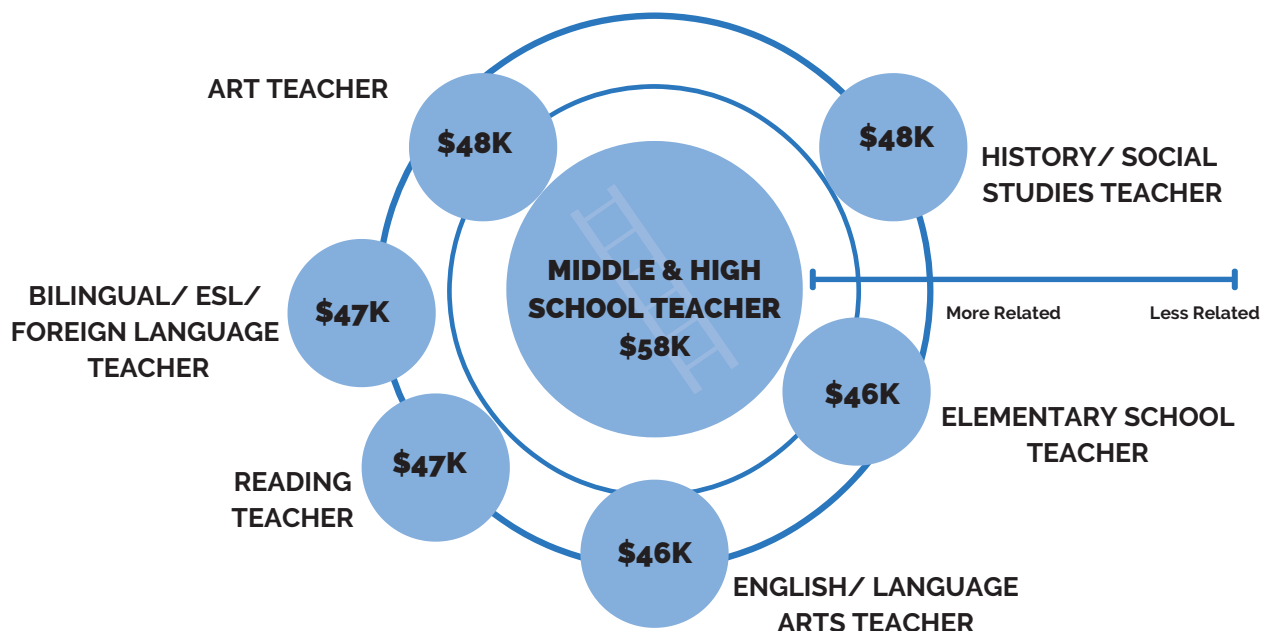 ART TEACHER
$48K
$48K
HISTORY/ SOCIAL
STUDIES TEACHER
MIDDLE & HIGH
SCHOOL TEACHER
$58K
BILINGUAL/ ESL/
FOREIGN LANGUAGE
TEACHER
$47K
More Related
Less Related
$46K
ELEMENTARY SCHOOL
TEACHER
READING
TEACHER
$47K
$46K
ENGLISH/ LANGUAGE
ARTS TEACHER